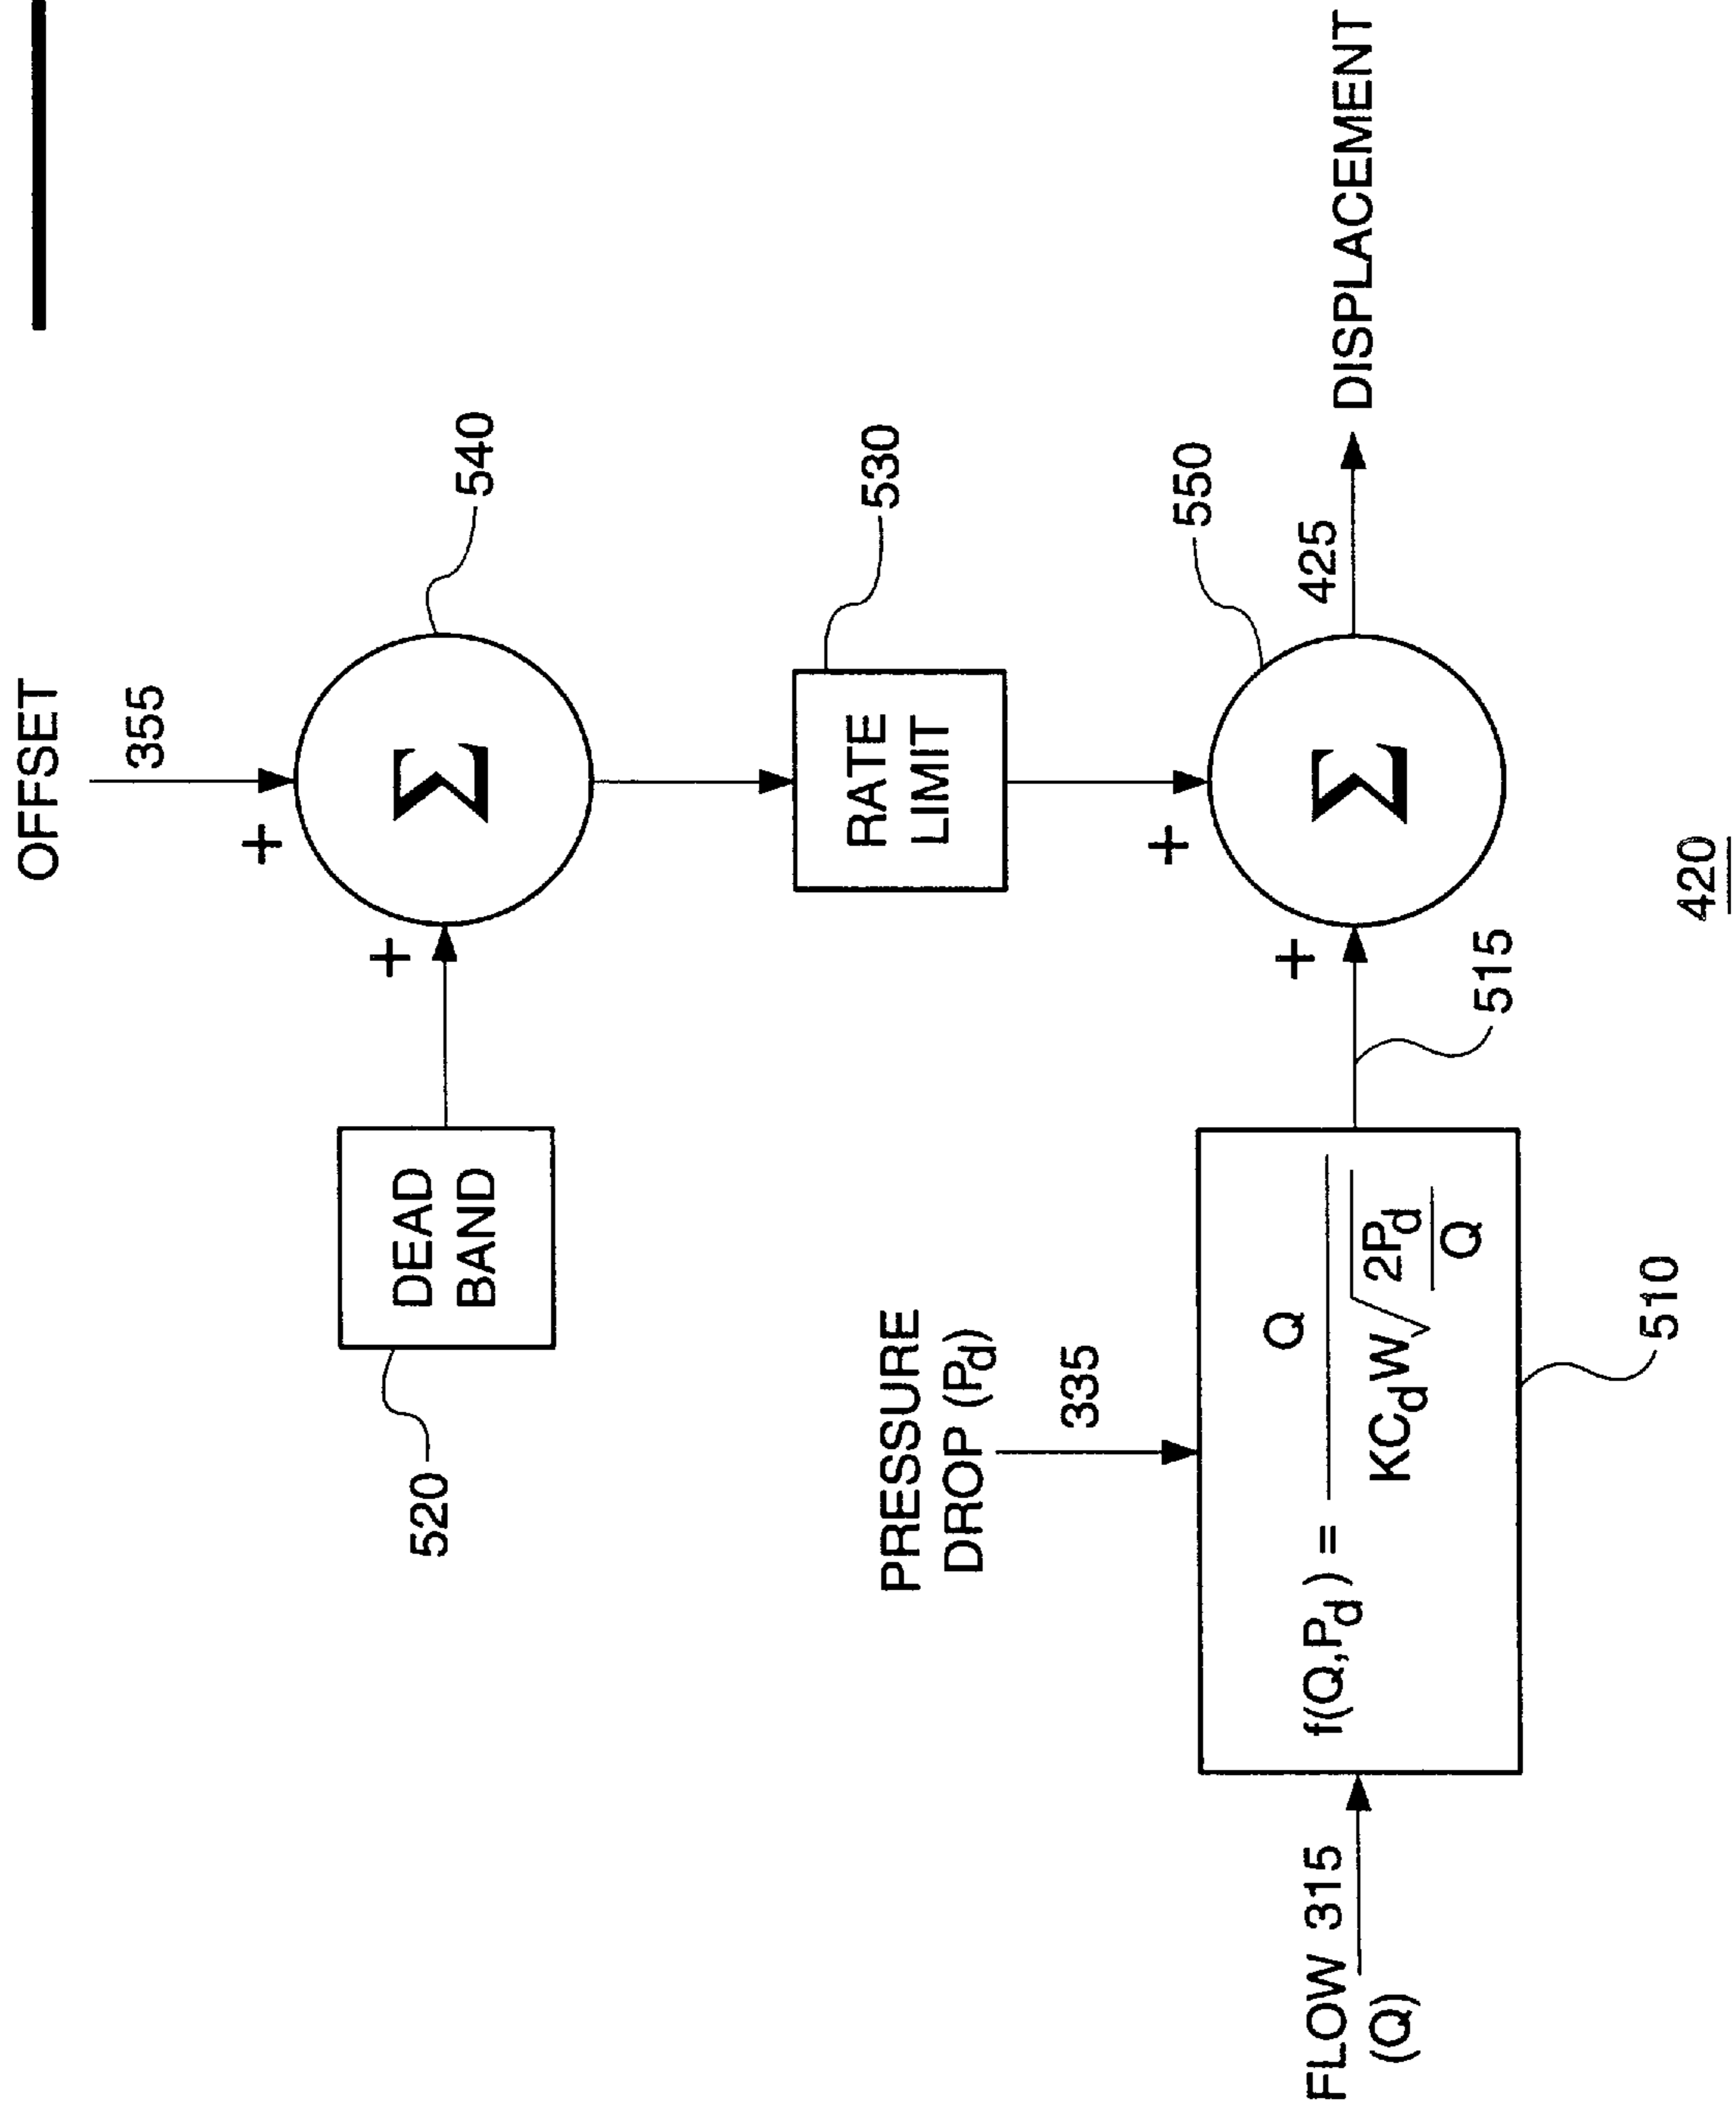 OFFSET
355
+
Σ
540
+
DEAD
BAND
520
RATE
LIMIT
530
PRESSURE
DROP (Pd)
335
+
550
Σ
425
DISPLACEMENT
+
515
FLOW 315
(Q)
f(Q,Pd) = Q / KCdW√2Pd/Q
510
420